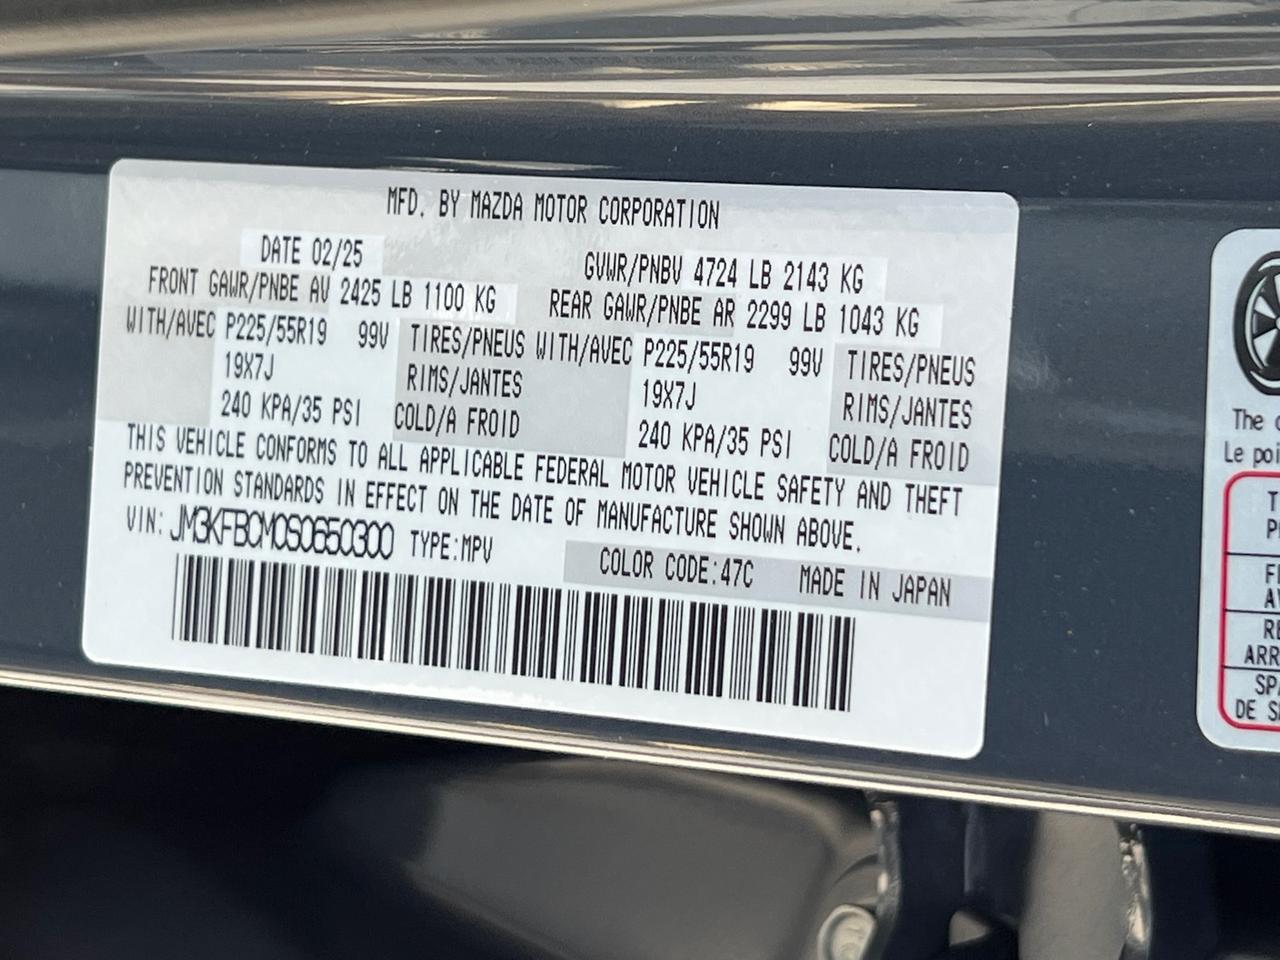 MFD. BY MAZDA MOTOR CORPORATION
DATE 02/25
GVWR/PNBV 4724 LB 2143 KG
FRONT GAWR/PNBE AV 2425 LB 1100 KG
REAR GAWR/PNBE AR 2299 LB 1043 KG
WITH/AVEC P225/55R19 99V TIRES/PNEUS WITH/AVEC P225/55R19 99V TIRES/PNEUS
19X7J RIMS/JANTES 19X7J RIMS/JANTES
240 KPA/35 PSI COLD/A FROID 240 KPA/35 PSI COLD/A FROID
THIS VEHICLE CONFORMS TO ALL APPLICABLE FEDERAL MOTOR VEHICLE SAFETY AND THEFT
PREVENTION STANDARDS IN EFFECT ON THE DATE OF MANUFACTURE SHOWN ABOVE.
VIN: JM3KFBCM0S0650300 TYPE:MPV
COLOR CODE:47C MADE IN JAPAN
The
Le
DE